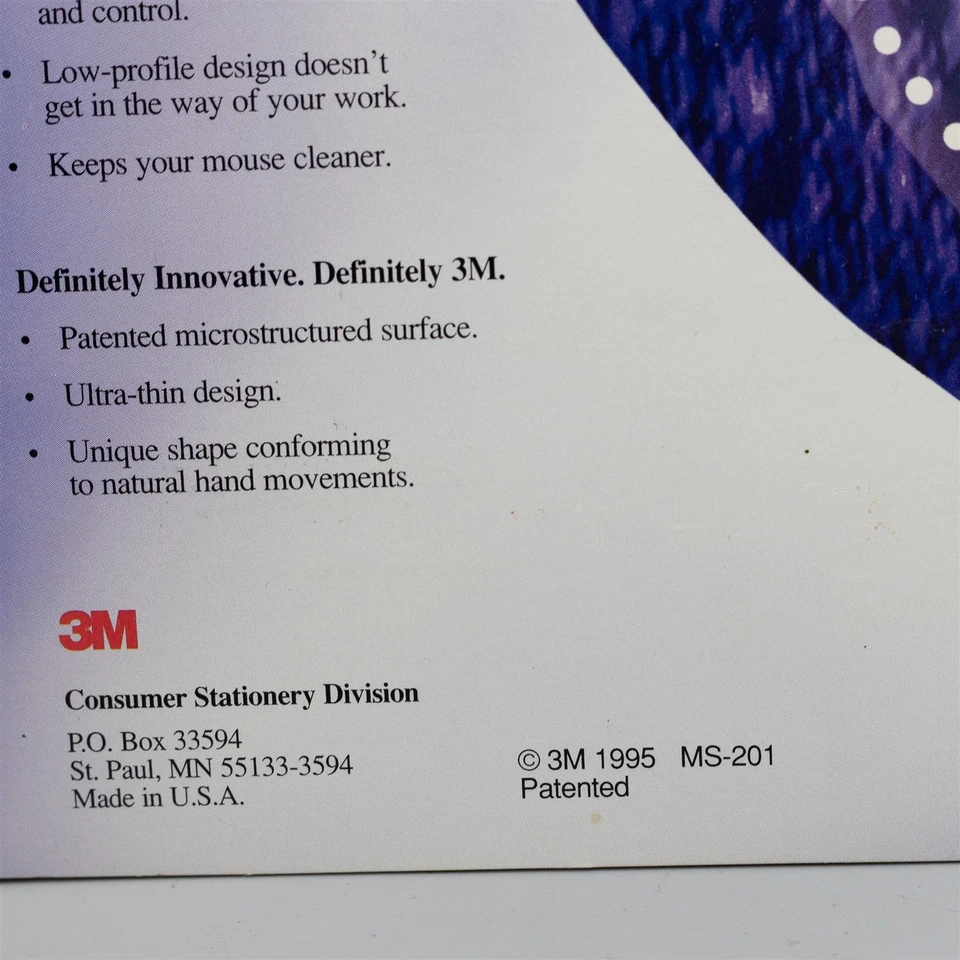 and control.
• Low-profile design doesn't
get in the way of your work.
• Keeps your mouse cleaner.
Definitely Innovative. Definitely 3M.
• Patented microstructured surface.
• Ultra-thin design.
• Unique shape conforming
to natural hand movements.
3M
Consumer Stationery Division
P.O. Box 33594
St. Paul, MN 55133-3594
Made in U.S.A.
© 3M 1995 MS-201
Patented